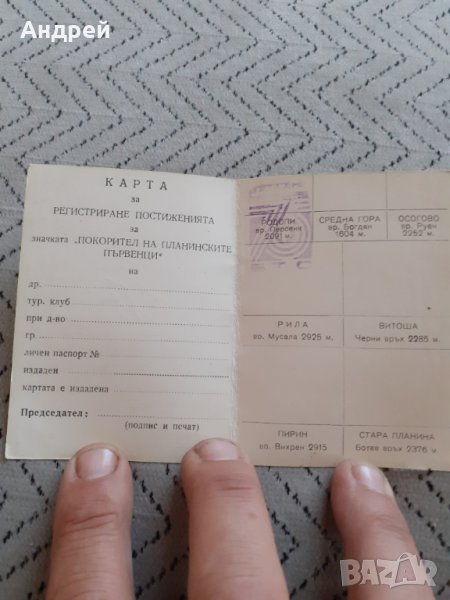 Андрей
КАРТА
за
РЕГИСТРИРАНЕ ПОСТИЖЕНИЯТА
за
значката „ПОКОРИТЕЛ НА ПЛАНИНСКИТЕ
ПЪРВЕНЦИ“
на
др.
тур. клуб
при д-во
гр.
личен паспорт №
издаден
картата е издадена
Председател:
(подпис и печат)
РОДОПИ
вр. Персенк
2091 м.
СРЕДНА ГОРА
вр. Богдан
1604 м.
ОСОГОВО
вр. Руен
2252 м.
РИЛА
вр. Мусала 2925 м.
ВИТОША
Черни връх 2285 м.
ПИРИН
вр. Вихрен 2915
СТАРА ПЛАНИНА
Ботев връх 2376 м.
BAZAR